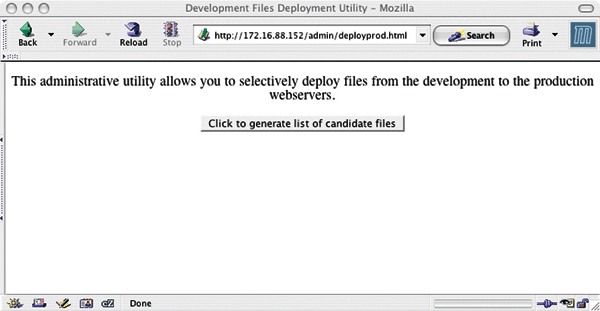 Development Files Deployment Utility – Mozilla
Back Forward Reload Stop http://172.16.88.152/admin/deployprod.html Search Print
This administrative utility allows you to selectively deploy files from the development to the production
webservers.
Click to generate list of candidate files
Done